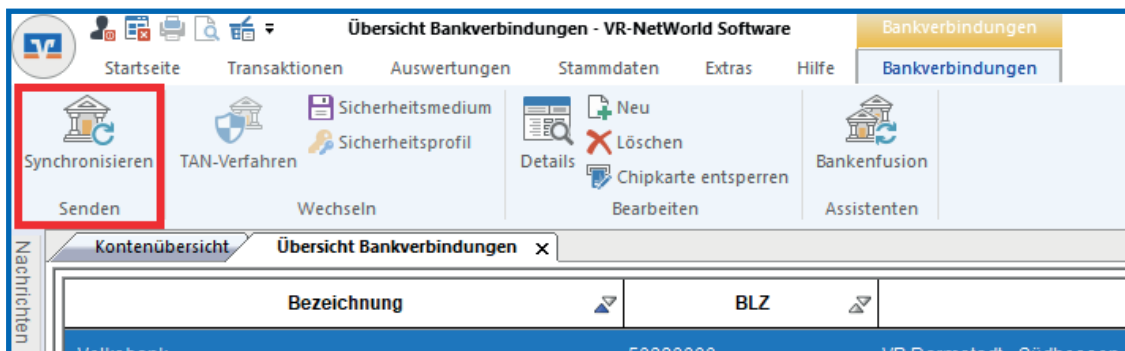 Übersicht Bankverbindungen - VR-NetWorld Software
Bankverbindungen
Startseite Transaktionen Auswertungen Stammdaten Extras Hilfe Bankverbindungen
Synchronisieren
Senden
TAN-Verfahren
Sicherheitsmedium
Sicherheitsprofil
Wechseln
Details
Neu
Löschen
Chipkarte entsperren
Bearbeiten
Bankenfusion
Assistenten
Nachrichten
Kontenübersicht Übersicht Bankverbindungen x
Bezeichnung BLZ